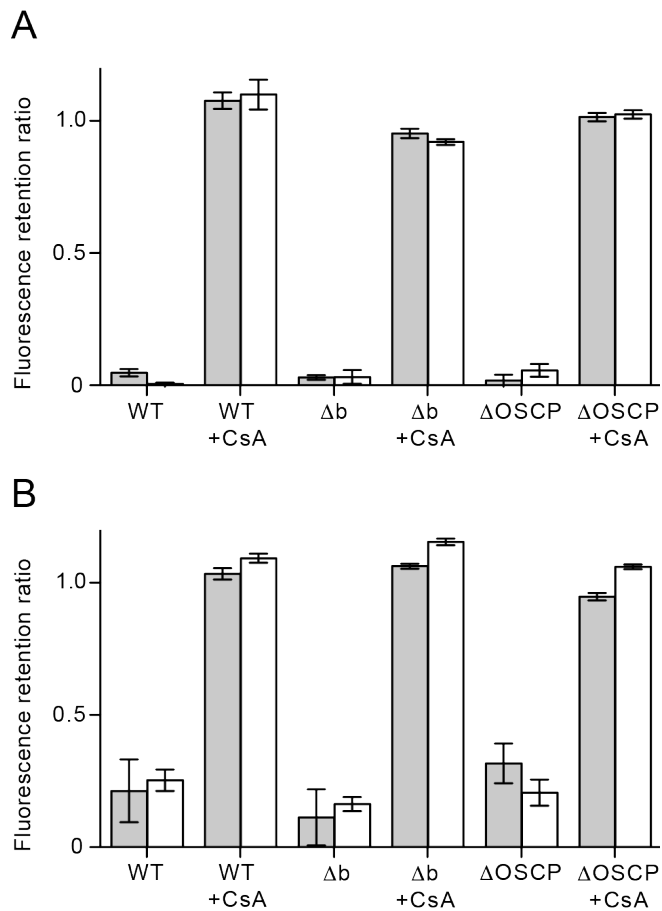 A
Fluorescence retention ratio
1.0
0.5
0
WT
WT
+CsA
Δb
Δb
+CsA
ΔOSCP
ΔOSCP
+CsA
B
Fluorescence retention ratio
1.0
0.5
0
WT
WT
+CsA
Δb
Δb
+CsA
ΔOSCP
ΔOSCP
+CsA